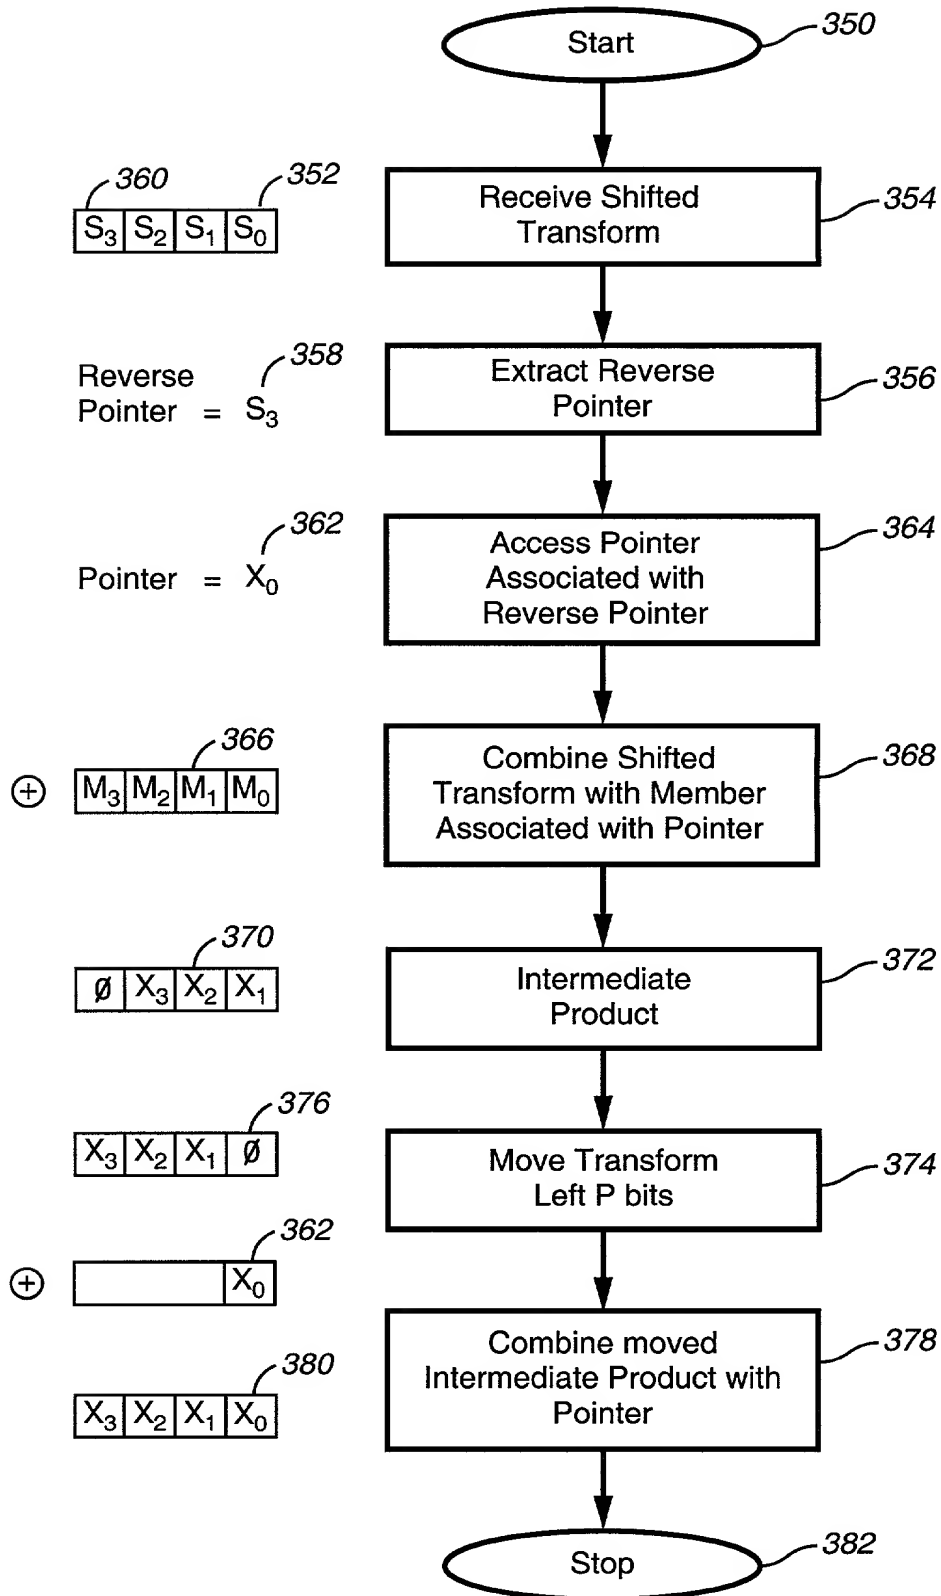 Start
350
360
352
S₃ S₂ S₁ S₀
Receive Shifted
Transform
354
Reverse
Pointer = S₃
358
Extract Reverse
Pointer
356
Pointer = X₀
362
Access Pointer
Associated with
Reverse Pointer
364
366
⊕ M₃ M₂ M₁ M₀
Combine Shifted
Transform with Member
Associated with Pointer
368
370
∅ X₃ X₂ X₁
Intermediate
Product
372
376
X₃ X₂ X₁ ∅
Move Transform
Left P bits
374
362
⊕ X₀
380
X₃ X₂ X₁ X₀
Combine moved
Intermediate Product with
Pointer
378
Stop
382